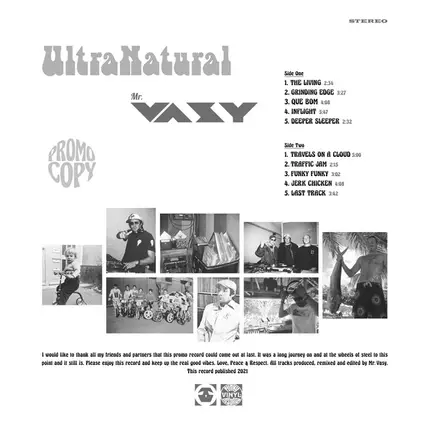 STEREO
UltraNatural
Mr.
VASY
Side One
1. THE LIVING 2:34
2. GRINDING EDGE 3:27
3. QUE BOM 4:08
4. INFLIGHT 3:47
5. DEEPER SLEEPER 2:32
PROMO
COPY
Side Two
1. TRAVELS ON A CLOUD 3:00
2. TRAFFIC JAM 2:15
3. FUNKY FUNKY 3:02
4. JERK CHICKEN 4:08
5. LAST TRACK 3:42
I would like to thank all my friends and partners that this promo record could come out at last. It was a long journey on and at the wheels of steel to this
point and it still is. Please enjoy this record and keep up the real good vibes. Love, Peace & Respect. All tracks produced, remixed and edited by Mr. Vasy.
This record published 2021
VINYL